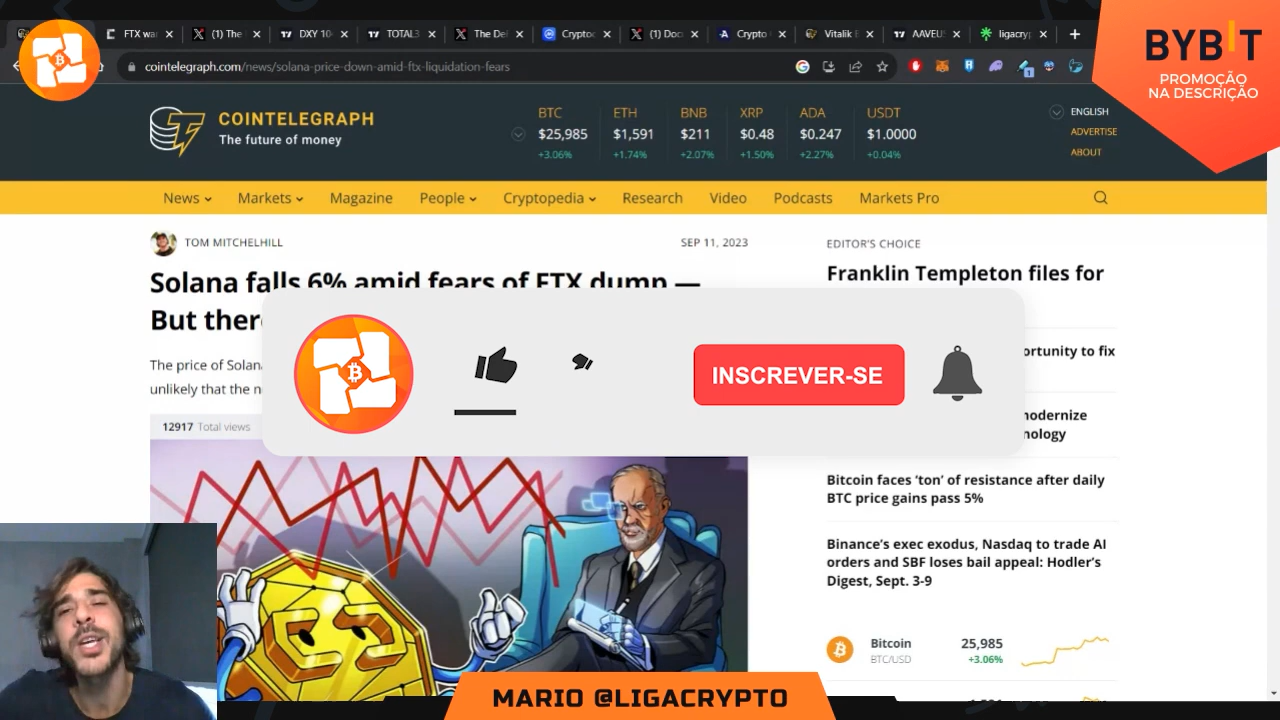 FTX wa
(1) The
DXY 10
TOTAL3
The De
Cryptoc
(1) Doc
Crypto
Vitalik E
AAVEUS
ligacryp
cointelegraph.com/news/solana-price-down-amid-ftx-liquidation-fears
BYBIT
PROMOÇÃO
NA DESCRIÇÃO
COINTELEGRAPH
The future of money
BTC ETH BNB XRP ADA USDT
$25,985 $1,591 $211 $0.48 $0.247 $1.0000
+3.06% +1.74% +2.07% +1.50% +2.27% +0.04%
ENGLISH
ADVERTISE
ABOUT
News Markets Magazine People Cryptopedia Research Video Podcasts Markets Pro
TOM MITCHELHILL
SEP 11, 2023
Solana falls 6% amid fears of FTX dump —
But ther
The price of Solan
unlikely that the n
12917 Total views
INSCREVER-SE
EDITOR'S CHOICE
Franklin Templeton files for
ortunity to fix
modernize
nology
Bitcoin faces ‘ton’ of resistance after daily
BTC price gains pass 5%
Binance’s exec exodus, Nasdaq to trade AI
orders and SBF loses bail appeal: Hodler’s
Digest, Sept. 3-9
Bitcoin 25,985
BTC/USD +3.06%
MARIO @LIGACRYPTO